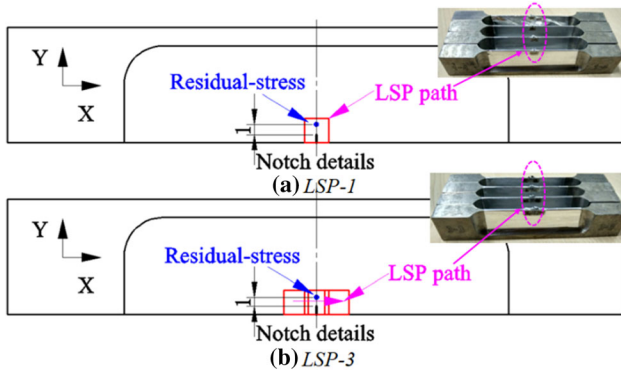 Y
X
Residual-stress
LSP path
1
Notch details
(a) LSP-1
Y
X
Residual-stress
LSP path
1
Notch details
(b) LSP-3